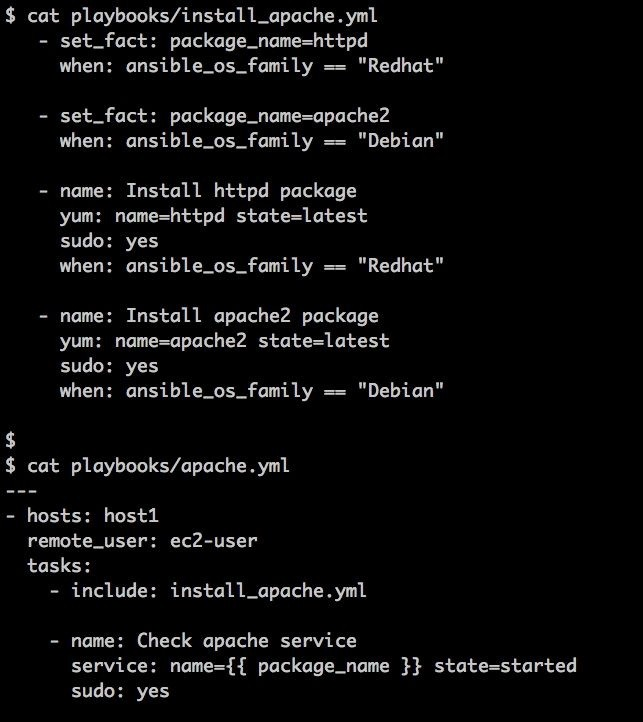 $ cat playbooks/install_apache.yml
   - set_fact: package_name=httpd
     when: ansible_os_family == "Redhat"

   - set_fact: package_name=apache2
     when: ansible_os_family == "Debian"

   - name: Install httpd package
     yum: name=httpd state=latest
     sudo: yes
     when: ansible_os_family == "Redhat"

   - name: Install apache2 package
     yum: name=apache2 state=latest
     sudo: yes
     when: ansible_os_family == "Debian"

$
$ cat playbooks/apache.yml
---
- hosts: host1
  remote_user: ec2-user
  tasks:
    - include: install_apache.yml

    - name: Check apache service
      service: name={{ package_name }} state=started
      sudo: yes